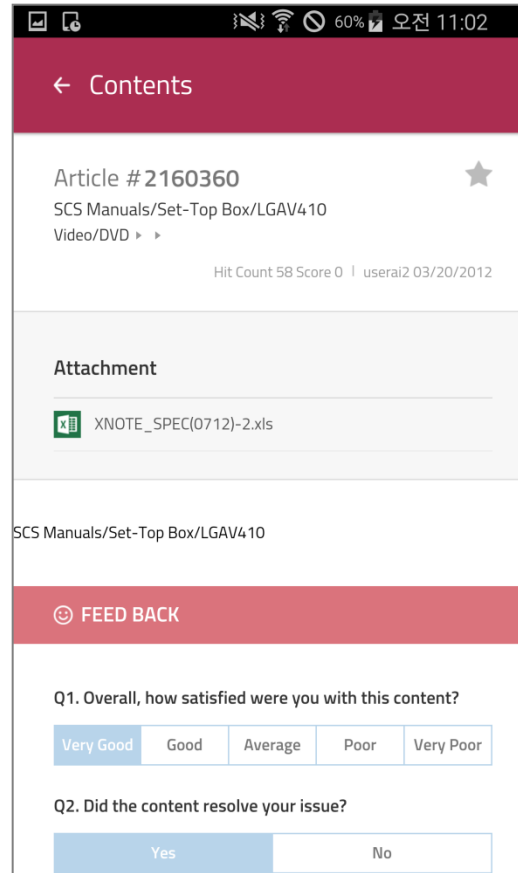 60% 오전 11:02
Contents
Article #2160360
SCS Manuals/Set-Top Box/LGAV410
Video/DVD
Hit Count 58 Score 0 | userai2 03/20/2012
Attachment
XNOTE_SPEC(0712)-2.xls
SCS Manuals/Set-Top Box/LGAV410
FEED BACK
Q1. Overall, how satisfied were you with this content?
Very Good Good Average Poor Very Poor
Q2. Did the content resolve your issue?
Yes No